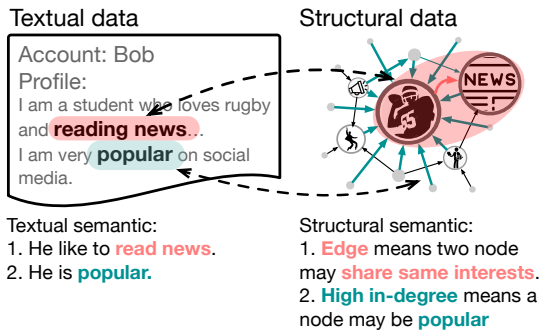 Textual data
Account: Bob
Profile:
I am a student who loves rugby
and reading news...
I am very popular on social
media.
Textual semantic:
1. He like to read news.
2. He is popular.
Structural data
NEWS
Structural semantic:
1. Edge means two node
may share same interests.
2. High in-degree means a
node may be popular